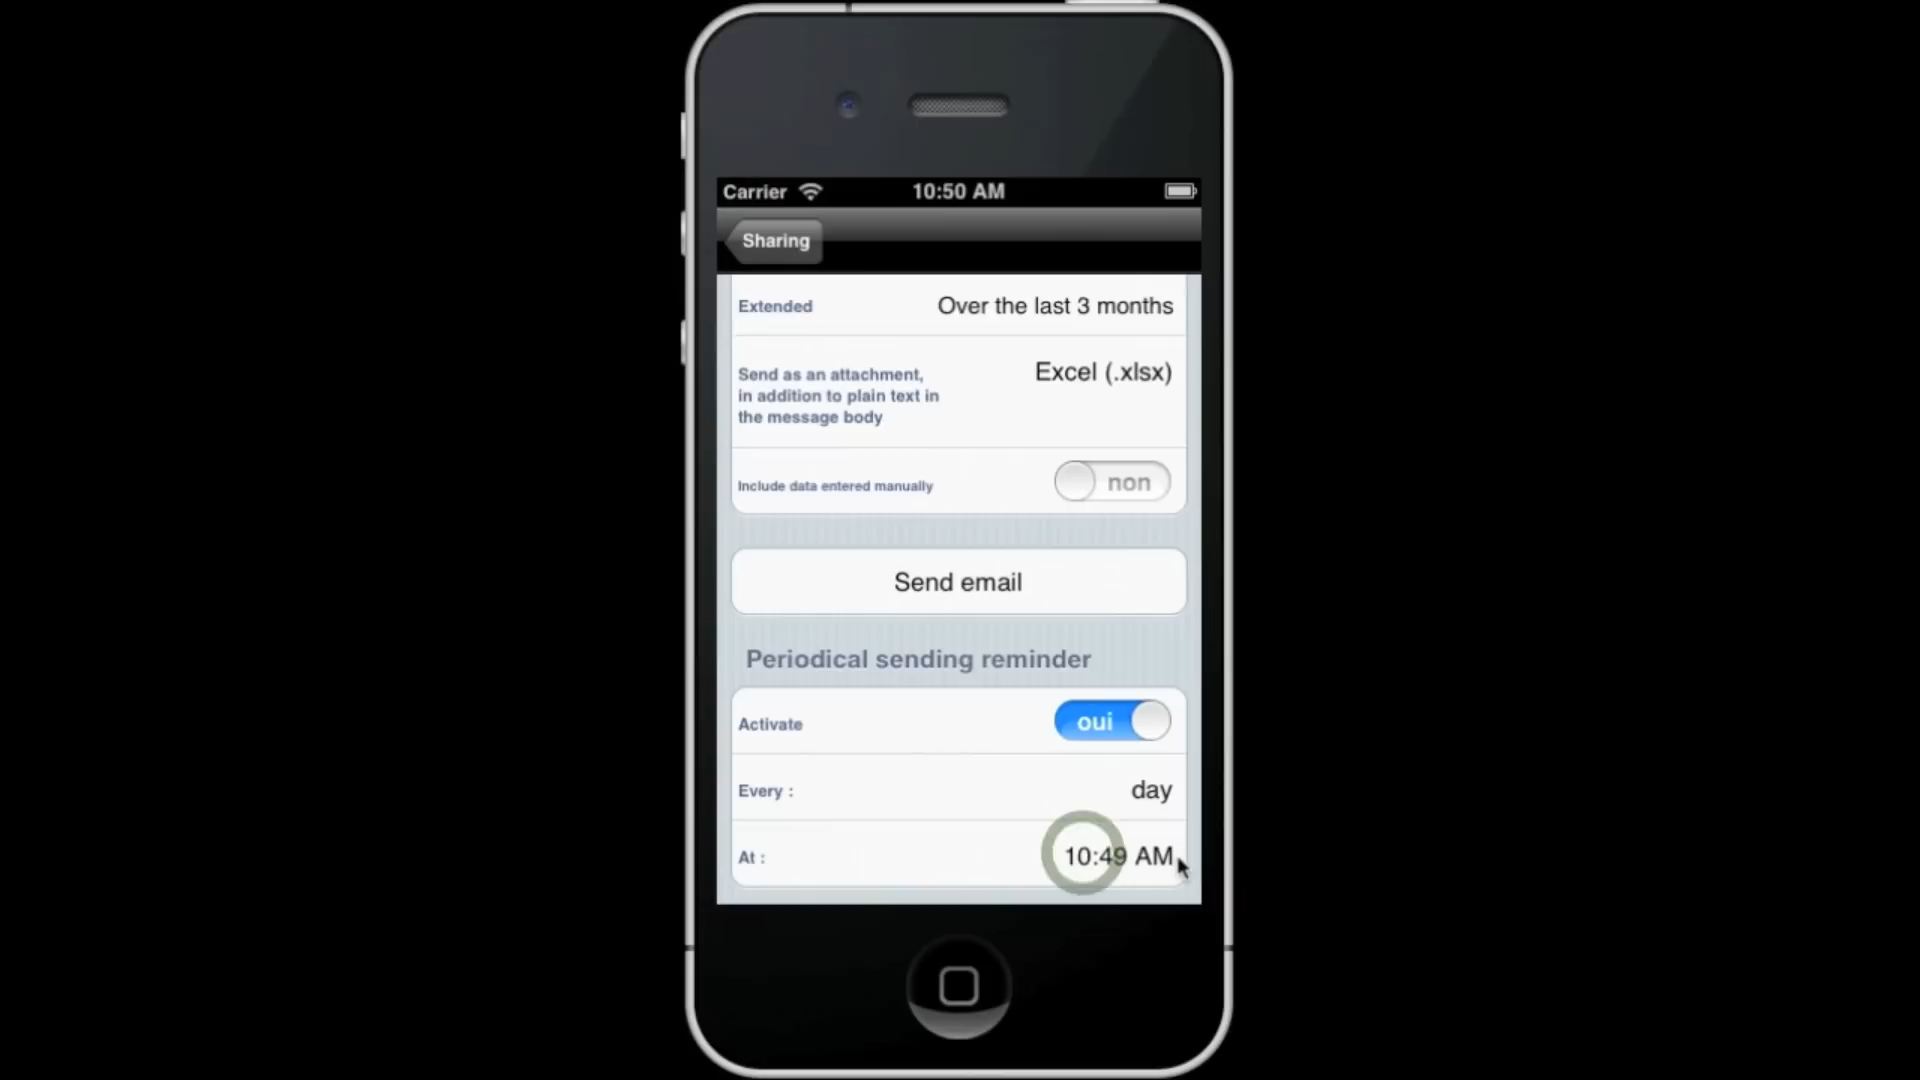 Carrier 10:50 AM
Sharing
Extended Over the last 3 months
Send as an attachment, Excel (.xlsx)
in addition to plain text in
the message body
Include data entered manually non
Send email
Periodical sending reminder
Activate oui
Every : day
At : 10:49 AM